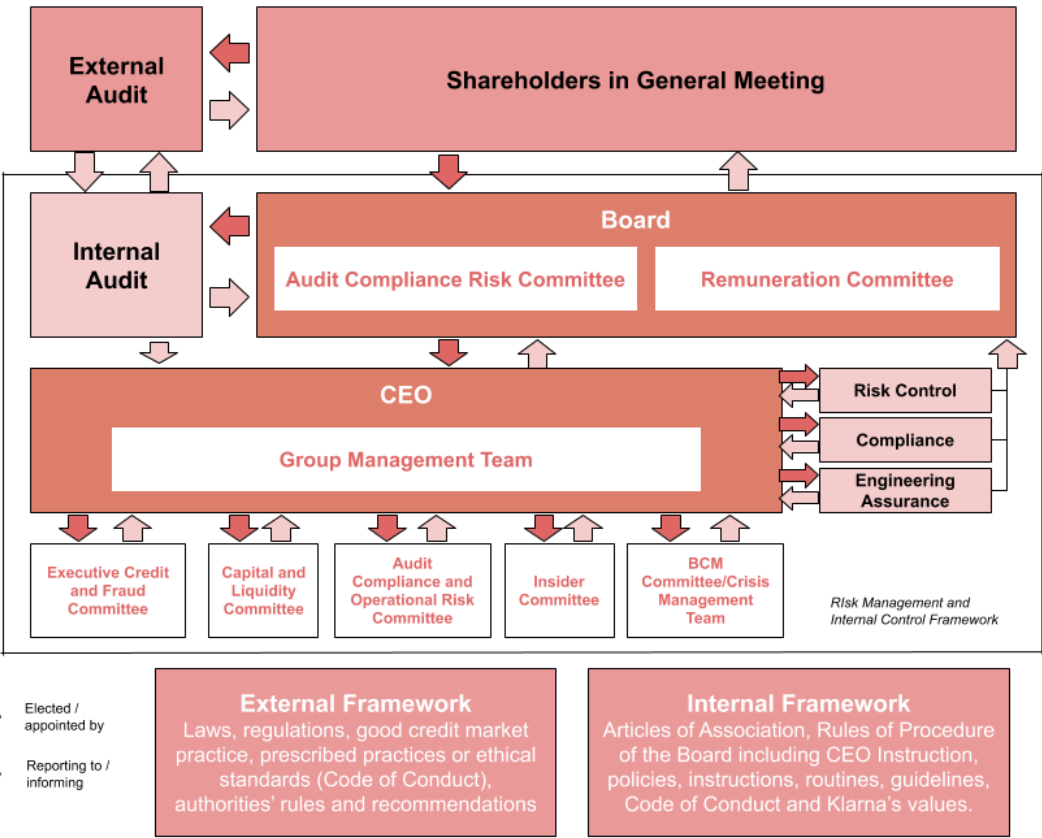 External
Audit
Shareholders in General Meeting
Internal
Audit
Board
Audit Compliance Risk Committee
Remuneration Committee
CEO
Group Management Team
Risk Control
Compliance
Engineering
Assurance
Executive Credit
and Fraud
Committee
Capital and
Liquidity
Committee
Audit
Compliance and
Operational Risk
Committee
Insider
Committee
BCM
Committee/Crisis
Management
Team
RIsk Management and
Internal Control Framework
Elected /
appointed by
Reporting to /
informing
External Framework
Laws, regulations, good credit market
practice, prescribed practices or ethical
standards (Code of Conduct),
authorities' rules and recommendations
Internal Framework
Articles of Association, Rules of Procedure
of the Board including CEO Instruction,
policies, instructions, routines, guidelines,
Code of Conduct and Klarna's values.